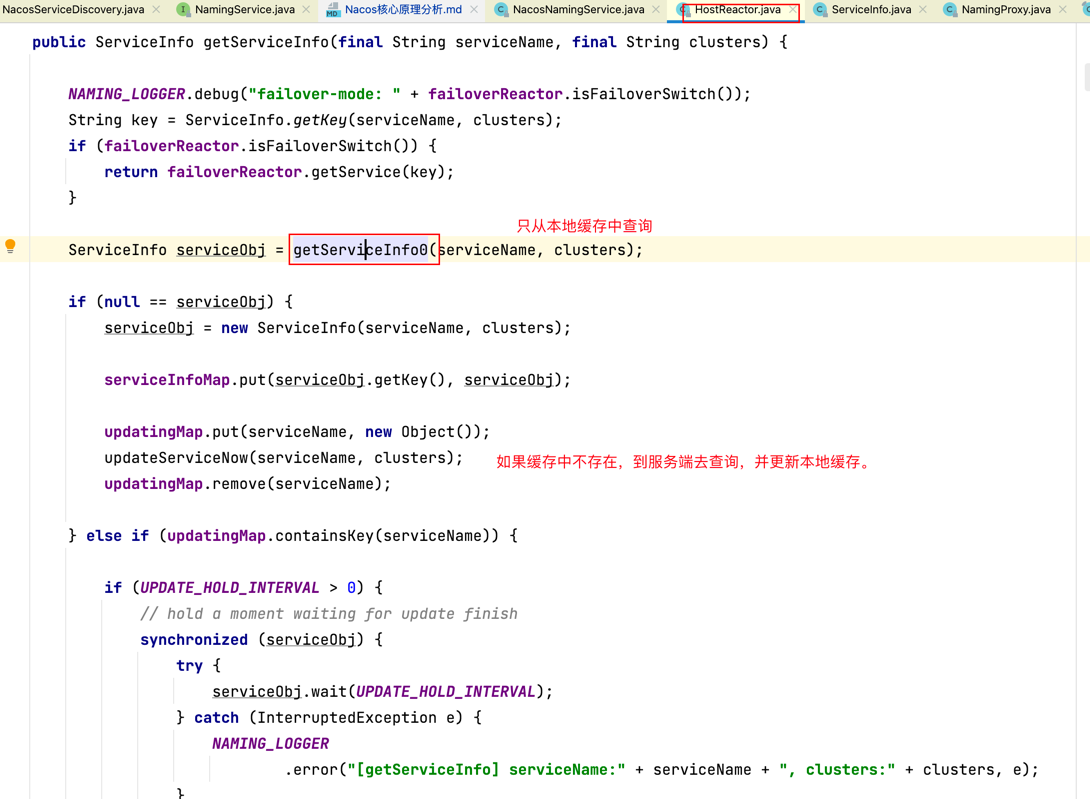 NacosServiceDiscovery.java NamingService.java Nacos核心原理分析.md NacosNamingService.java HostReactor.java ServiceInfo.java NamingProxy.java
public ServiceInfo getServiceInfo(final String serviceName, final String clusters) {
NAMING_LOGGER.debug("failover-mode: " + failoverReactor.isFailoverSwitch());
String key = ServiceInfo.getKey(serviceName, clusters);
if (failoverReactor.isFailoverSwitch()) {
return failoverReactor.getService(key);
}
只从本地缓存中查询
ServiceInfo serviceObj = getServiceInfo0(serviceName, clusters);
if (null == serviceObj) {
serviceObj = new ServiceInfo(serviceName, clusters);
serviceInfoMap.put(serviceObj.getKey(), serviceObj);
updatingMap.put(serviceName, new Object());
updateServiceNow(serviceName, clusters); 如果缓存中不存在，到服务端去查询，并更新本地缓存。
updatingMap.remove(serviceName);
} else if (updatingMap.containsKey(serviceName)) {
if (UPDATE_HOLD_INTERVAL > 0) {
// hold a moment waiting for update finish
synchronized (serviceObj) {
try {
serviceObj.wait(UPDATE_HOLD_INTERVAL);
} catch (InterruptedException e) {
NAMING_LOGGER
.error("[getServiceInfo] serviceName:" + serviceName + ", clusters:" + clusters, e);
}